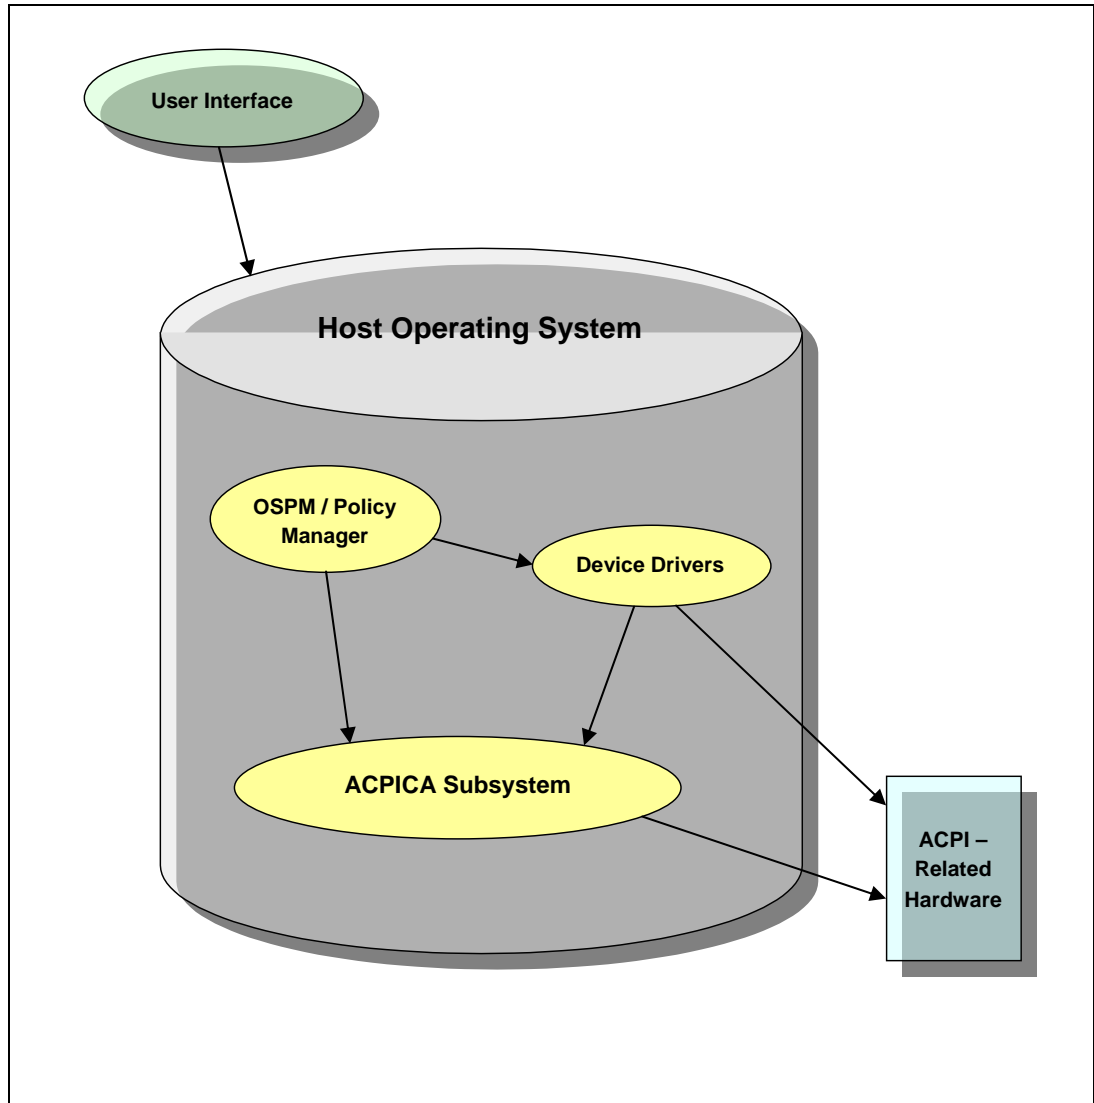 User Interface
Host Operating System
OSPM / Policy
Manager
Device Drivers
ACPICA Subsystem
ACPI –
Related
Hardware